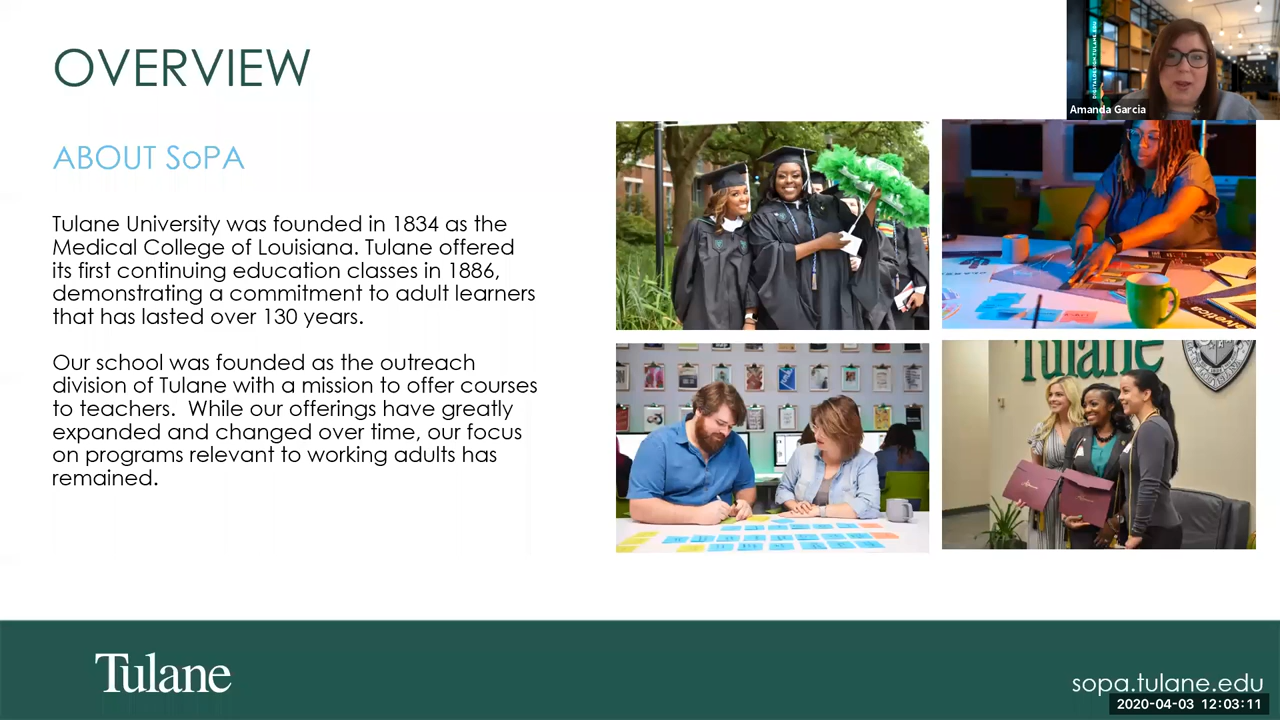 OVERVIEW
DIGITALDESIGN.TULANE.EDU
Amanda Garcia
ABOUT SoPA
Tulane University was founded in 1834 as the
Medical College of Louisiana. Tulane offered
its first continuing education classes in 1886,
demonstrating a commitment to adult learners
that has lasted over 130 years.
Our school was founded as the outreach
division of Tulane with a mission to offer courses
to teachers.  While our offerings have greatly
expanded and changed over time, our focus
on programs relevant to working adults has
remained.
Helvetica
Tulane
Tulane
sopa.tulane.edu
2020-04-03 12:03:11